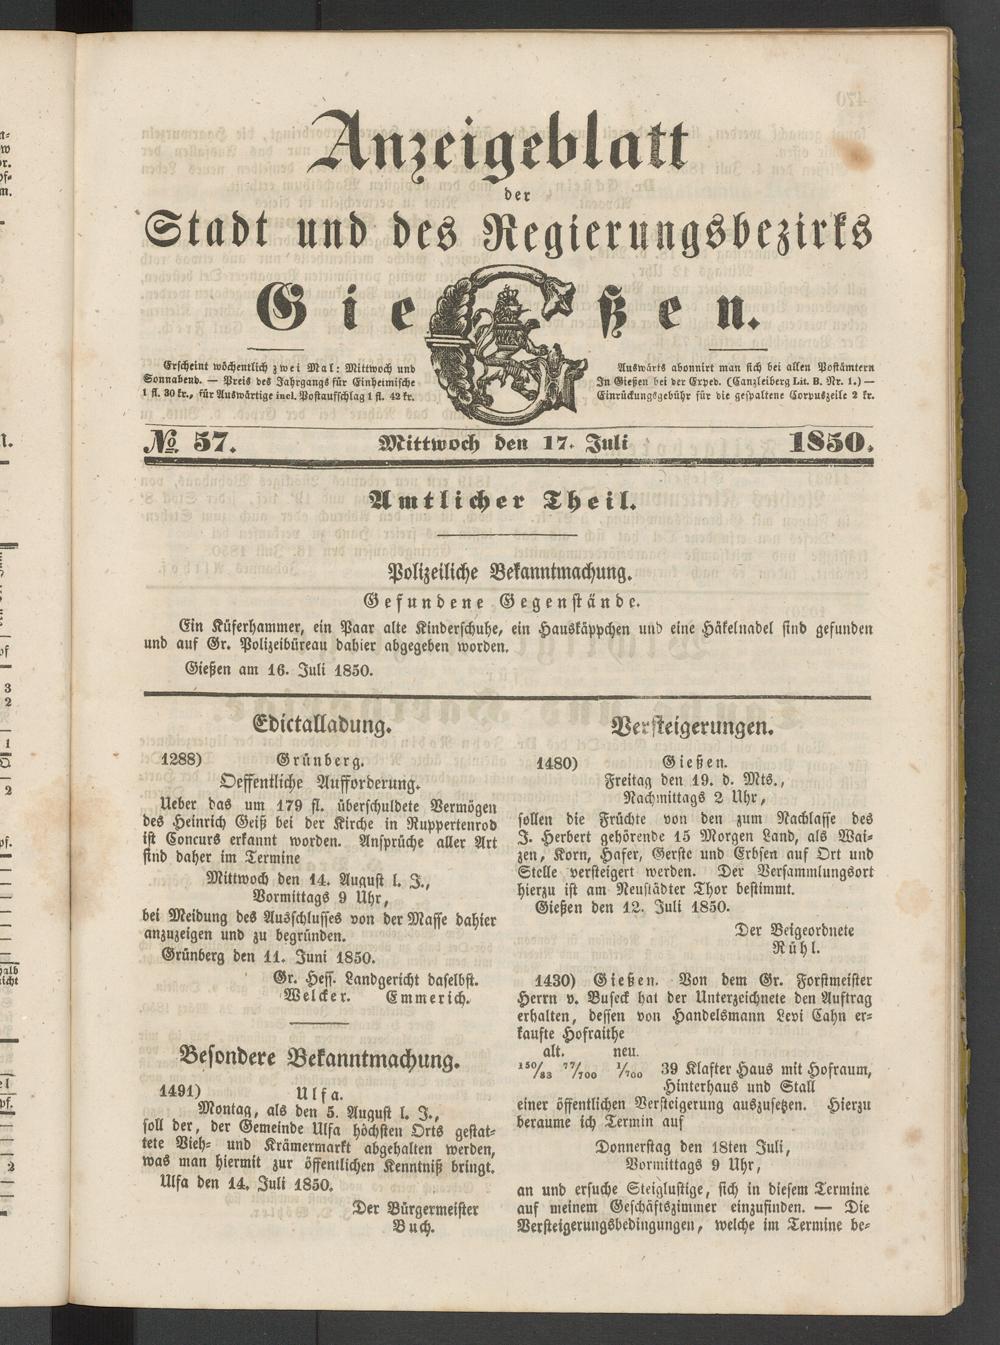 Anzeigeblatt
der
Stadt und des Regierungsbezirks
Gießen.
Erscheint wöchentlich zwei Mal: Mittwoch und
Sonnabend. — Preis des Jahrgangs für Einheimische
1 fl. 30 kr., für Auswärtige incl. Postaufschlag 1 fl. 42 kr.
Auswärts abonnirt man sich bei allen Postämtern
In Gießen bei der Exped. (Canzleiberg Lit. B. Nr. 1.) —
Einrückungsgebühr für die gespaltene Corpuszeile 2 kr.
№ 57. Mittwoch den 17. Juli 1850.
Amtlicher Theil.
Polizeiliche Bekanntmachung.
Gefundene Gegenstände.
Ein Küferhammer, ein Paar alte Kinderschuhe, ein Hauskäppchen und eine Häkelnadel sind gefunden
und auf Gr. Polizeibüreau dahier abgegeben worden.
Gießen am 16. Juli 1850.
Edictalladung.
1288) Grünberg.
Oeffentliche Aufforderung.
Ueber das um 179 fl. überschuldete Vermögen
des Heinrich Geiß bei der Kirche in Ruppertenrod
ist Concurs erkannt worden. Ansprüche aller Art
sind daher im Termine
Mittwoch den 14. August l. J.,
Vormittags 9 Uhr,
bei Meidung des Ausschlusses von der Masse dahier
anzuzeigen und zu begründen.
Grünberg den 11. Juni 1850.
Gr. Hess. Landgericht daselbst.
Welcker. Emmerich.
Besondere Bekanntmachung.
1491) Ulfa.
Montag, als den 5. August l. J.,
soll der, der Gemeinde Ulfa höchsten Orts gestat-
tete Vieh- und Krämermarkt abgehalten werden,
was man hiermit zur öffentlichen Kenntniß bringt.
Ulfa den 14. Juli 1850.
Der Bürgermeister
Buch.
Versteigerungen.
1480) Gießen.
Freitag den 19. d. Mts.,
Nachmittags 2 Uhr,
sollen die Früchte von den zum Nachlasse des
J. Herbert gehörende 15 Morgen Land, als Wai-
zen, Korn, Hafer, Gerste und Erbsen auf Ort und
Stelle versteigert werden. Der Versammlungsort
hierzu ist am Neustädter Thor bestimmt.
Gießen den 12. Juli 1850.
Der Beigeordnete
Rühl.
1430) Gießen. Von dem Gr. Forstmeister
Herrn v. Buseck hat der Unterzeichnete den Auftrag
erhalten, dessen von Handelsmann Levi Cahn er-
kaufte Hofraithe
alt. neu.
150/83 77/700 1/700 39 Klafter Haus mit Hofraum,
Hinterhaus und Stall
einer öffentlichen Versteigerung auszusetzen. Hierzu
beraume ich Termin auf
Donnerstag den 18ten Juli,
Vormittags 9 Uhr,
an und ersuche Steiglustige, sich in diesem Termine
auf meinem Geschäftszimmer einzufinden. — Die
Versteigerungsbedingungen, welche im Termine be-